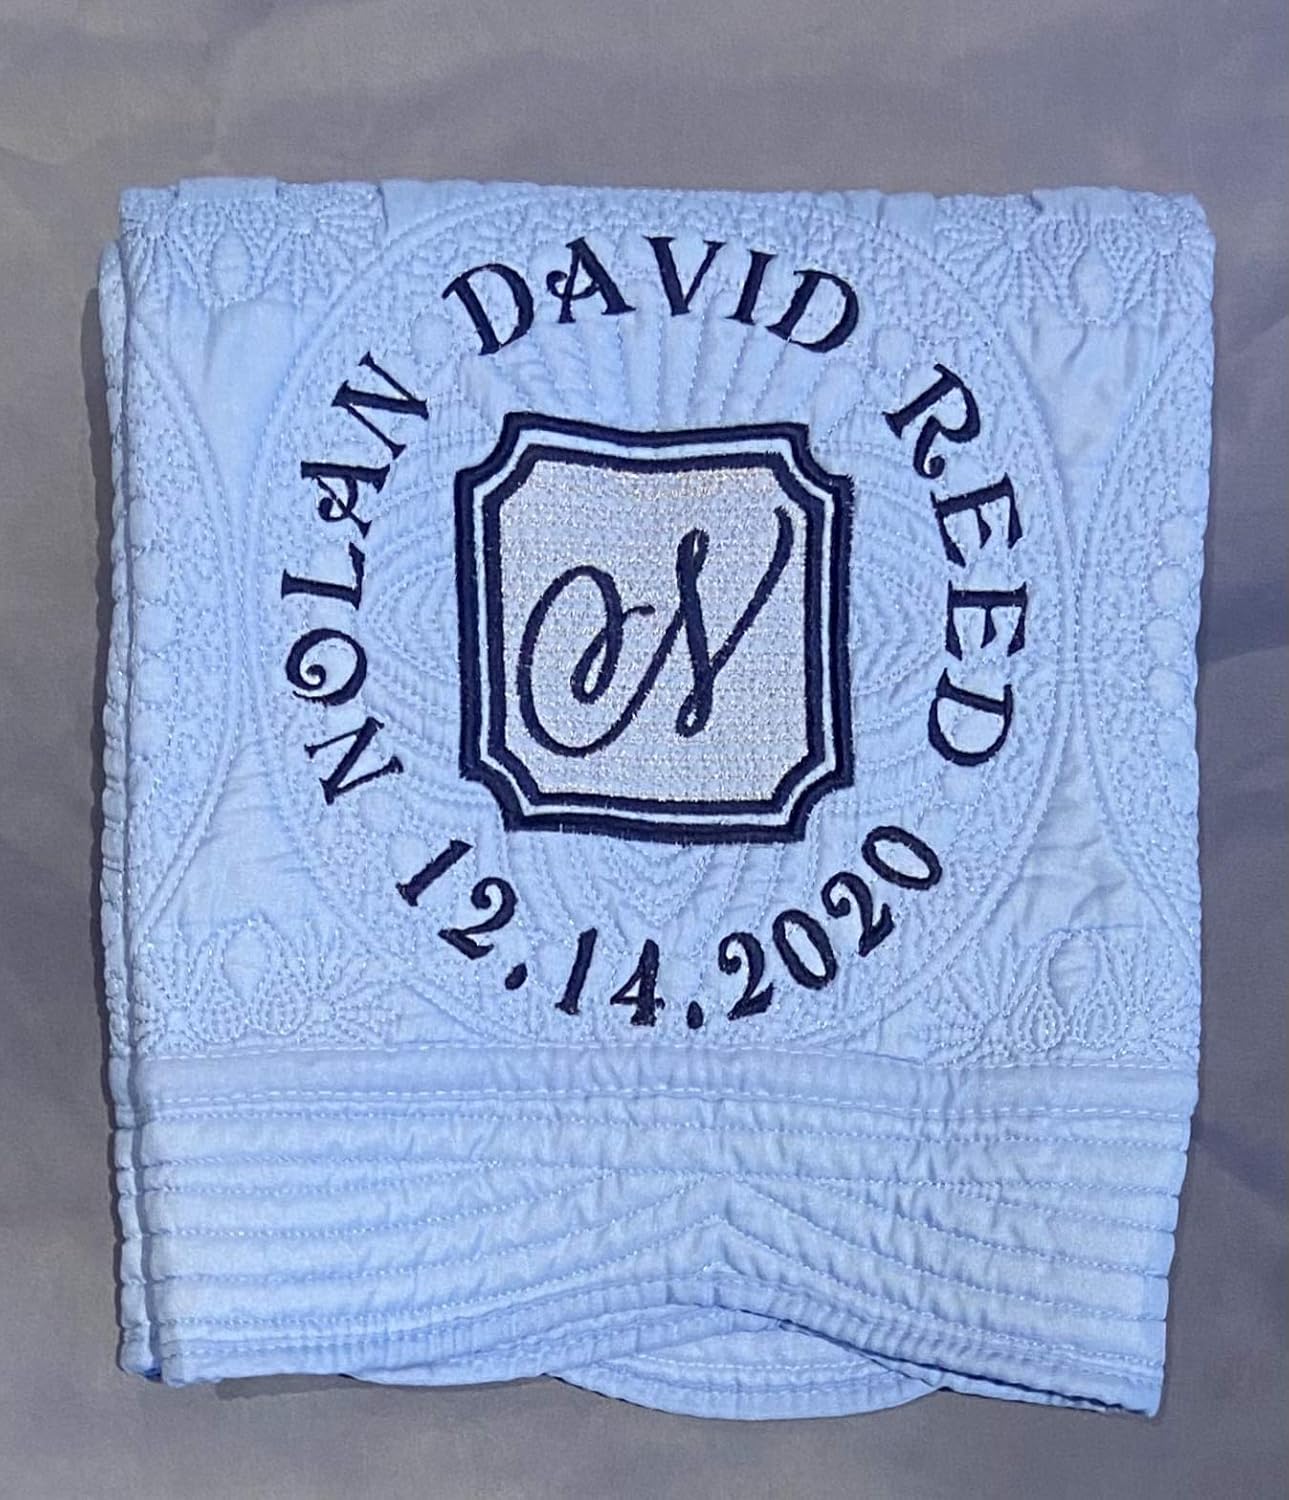 NOLAN DAVID REED
N
12.14.2020